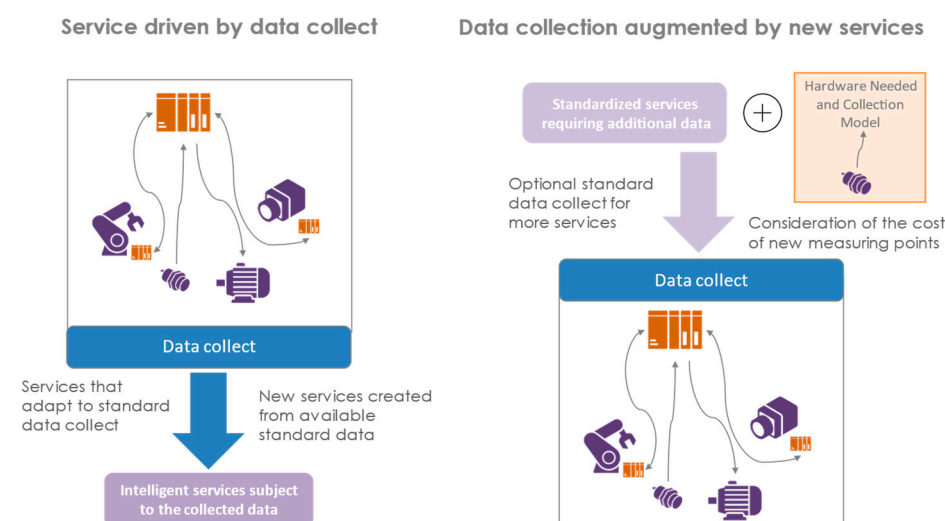 Service driven by data collect
Data collect
Services that
adapt to standard
data collect
New services created
from available
standard data
Intelligent services subject
to the collected data
Data collection augmented by new services
Standardized services
requiring additional data
Hardware Needed
and Collection
Model
Optional standard
data collect for
more services
Consideration of the cost
of new measuring points
Data collect